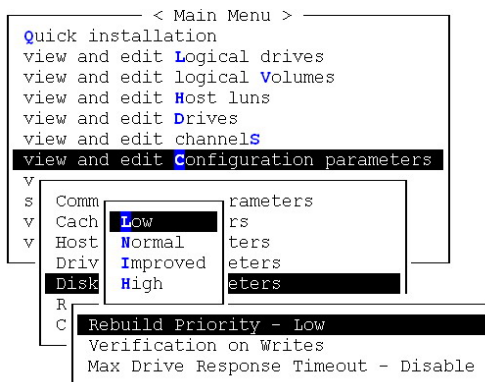 < Main Menu >
Quick installation
view and edit Logical drives
view and edit logical Volumes
view and edit Host luns
view and edit Drives
view and edit channelS
view and edit Configuration parameters
v
s Comm rameters
v Cach Low rs
v Host Normal ters
Driv Improved eters
Disk High eters
R
C Rebuild Priority - Low
Verification on Writes
Max Drive Response Timeout - Disable